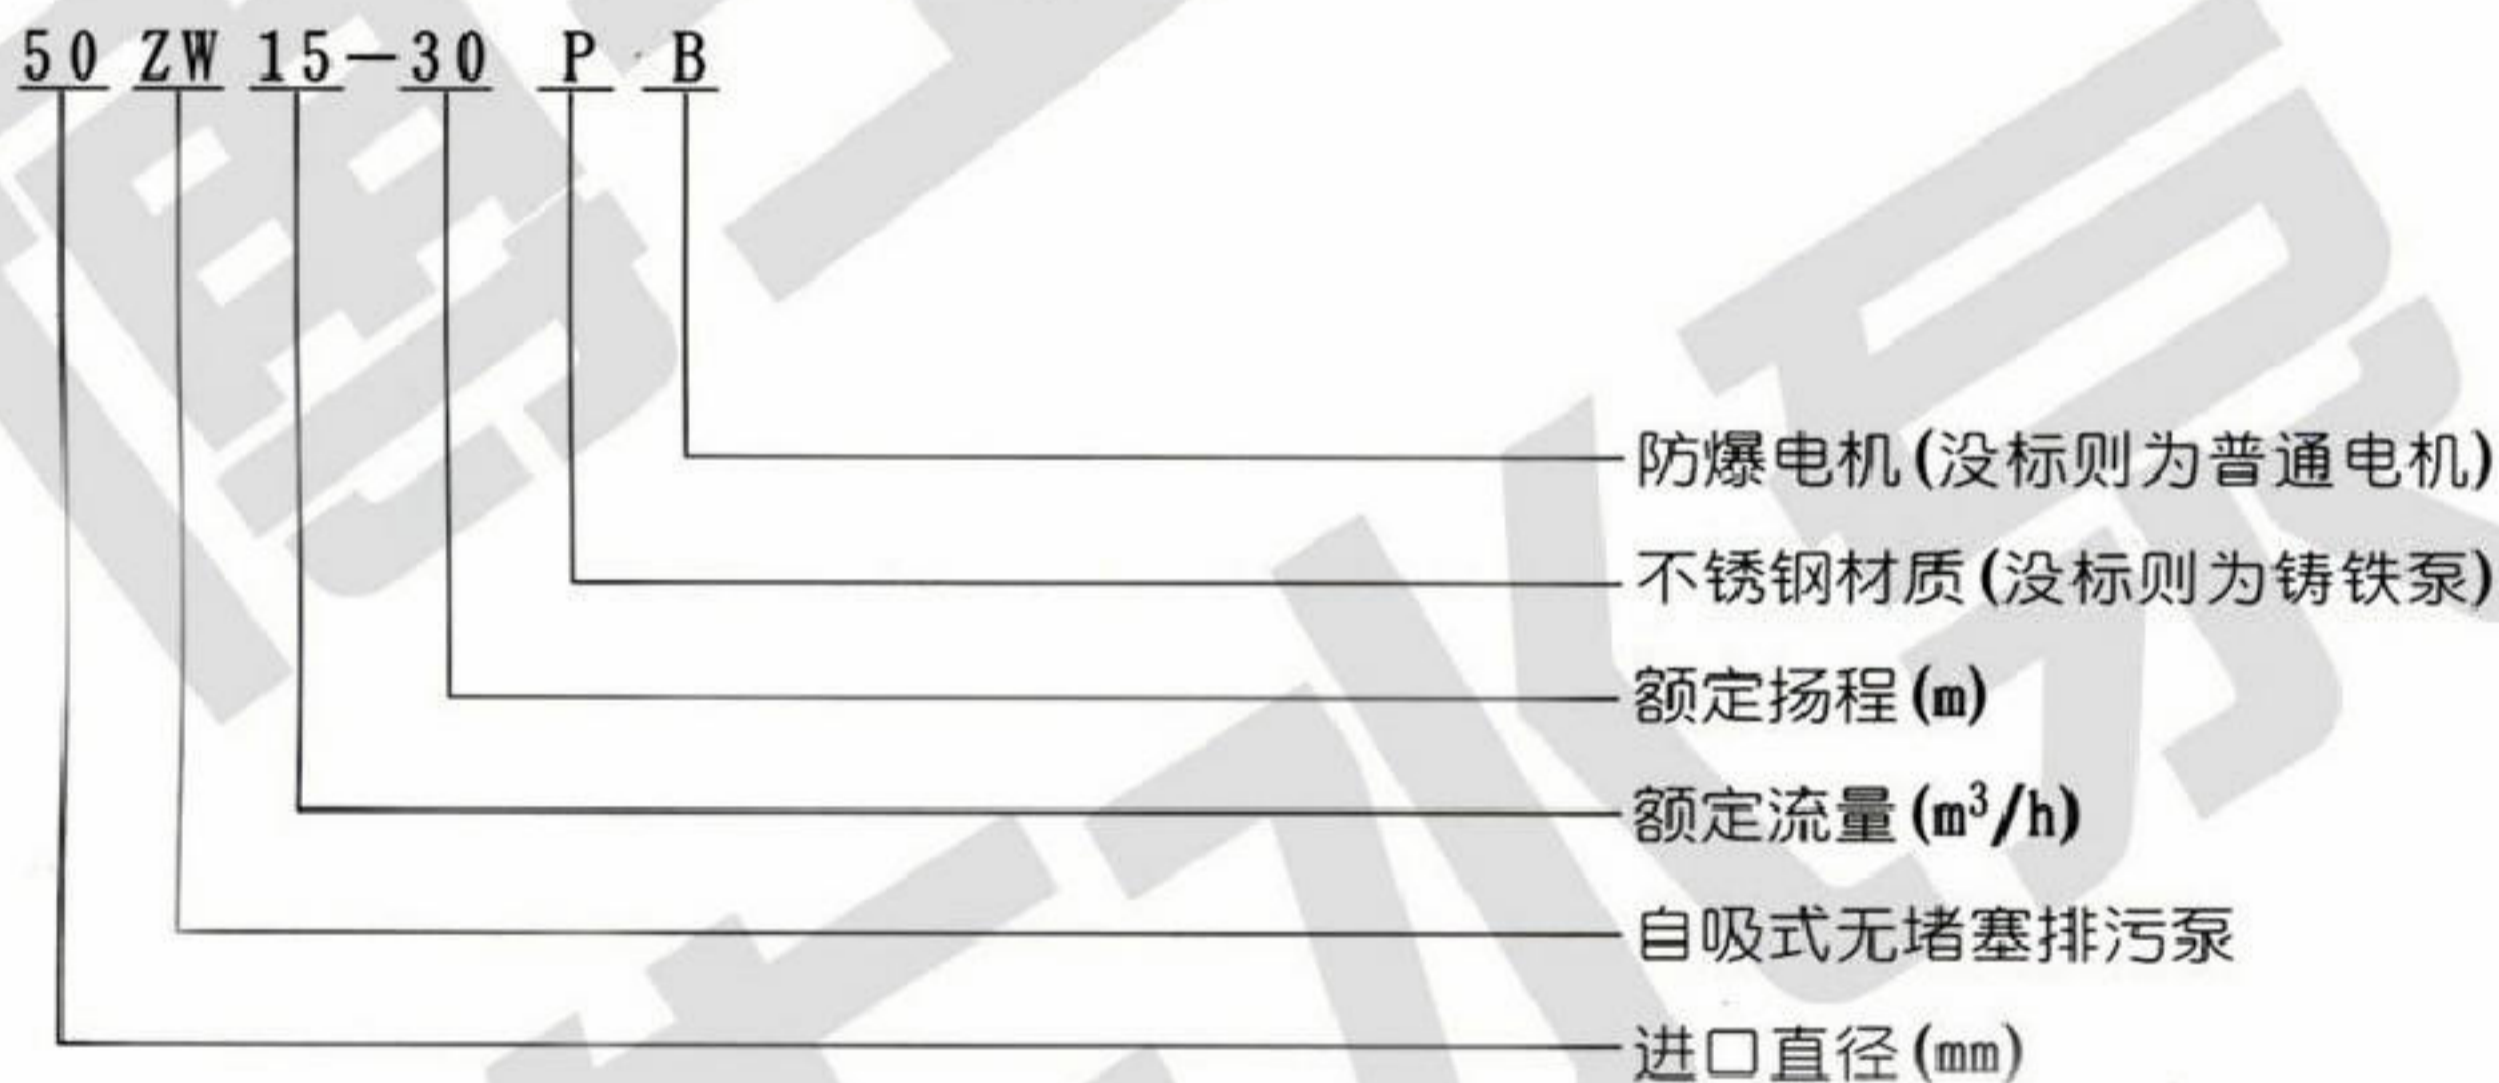 50 ZW 15-30 P B
防爆电机(没标则为普通电机)
不锈钢材质(没标则为铸铁泵)
额定扬程(m)
额定流量(m³/h)
自吸式无堵塞排污泵
进口直径(mm)